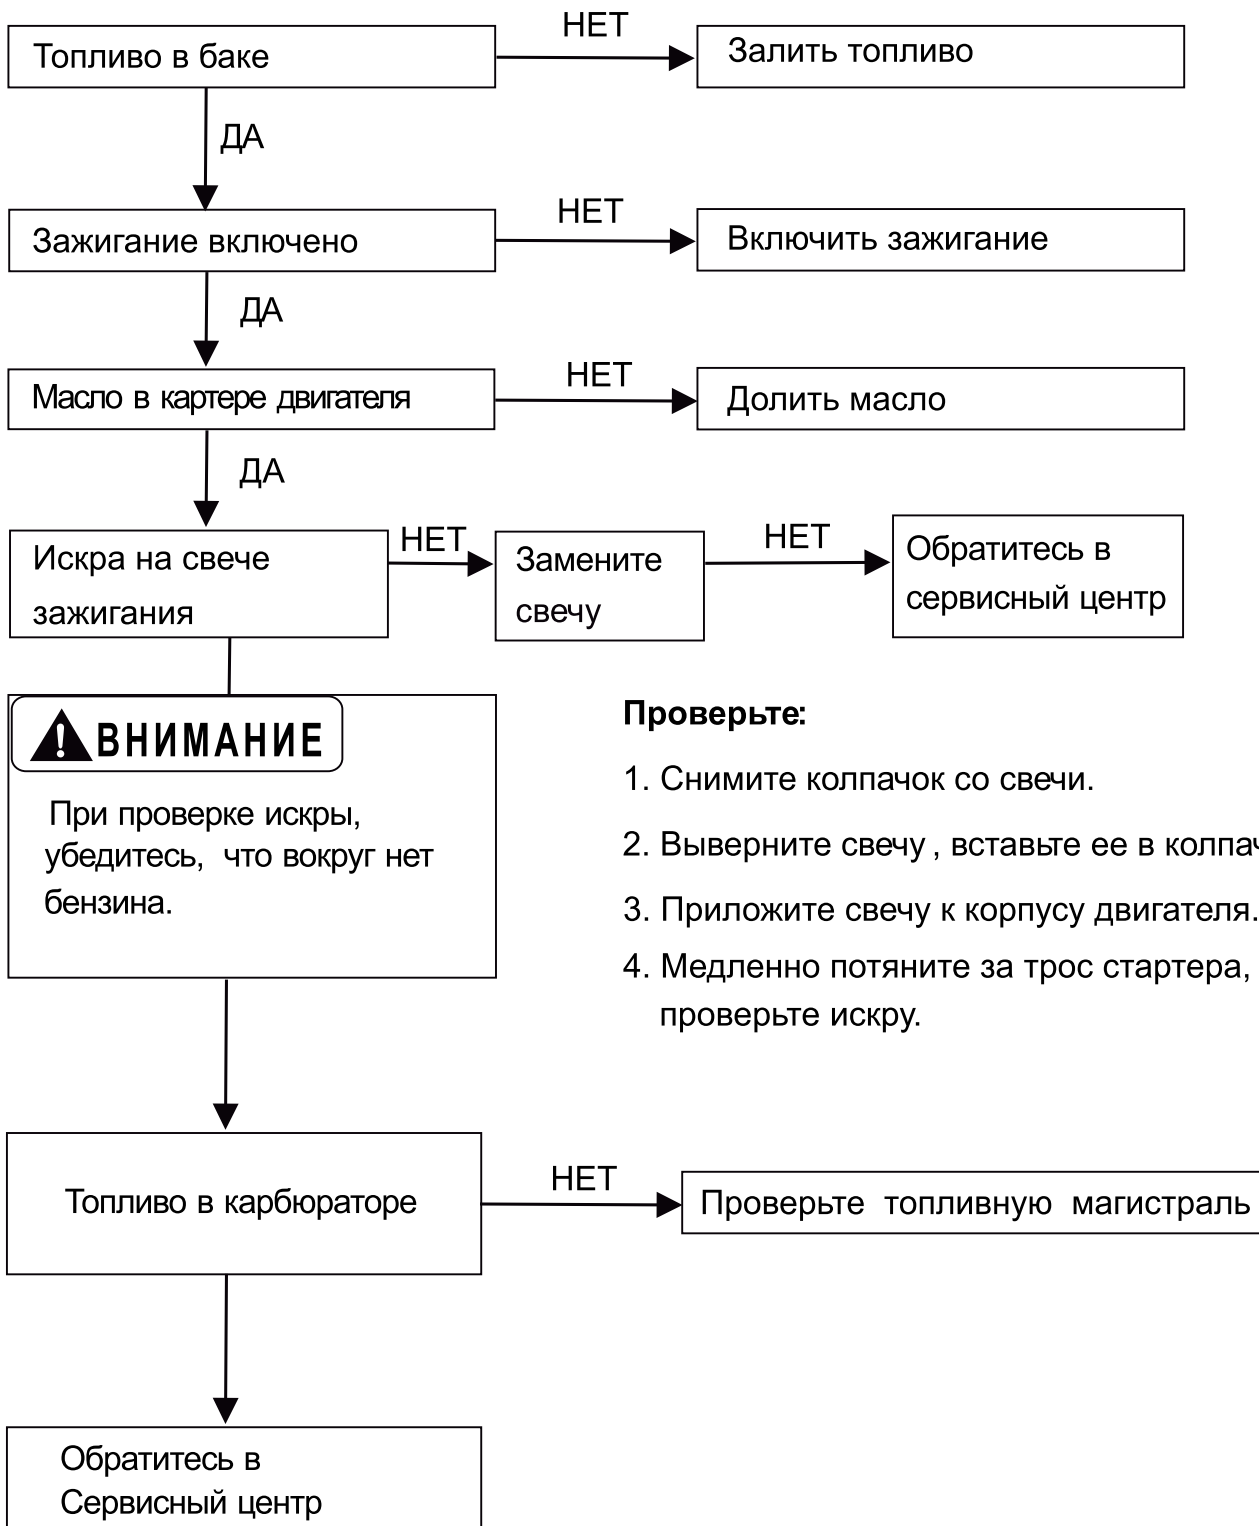 НЕТ
Топливо в баке
Залить топливо
ДА
НЕТ
Зажигание включено
Включить зажигание
ДА
НЕТ
Масло в картере двигателя
Долить масло
ДА
Искра на свече
зажигания
НЕТ
Замените
свечу
НЕТ
Обратитесь в
сервисный центр
ВНИМАНИЕ
При проверке искры,
убедитесь, что вокруг нет
бензина.
Проверьте:
1. Снимите колпачок со свечи.
2. Выверните свечу , вставьте ее в
3. Приложите свечу к корпусу двигателя.
4. Медленно потяните за трос стартера,
проверьте искру.
Топливо в карбюраторе
НЕТ
Проверьте топливную магистраль
Обратитесь в
Сервисный центр